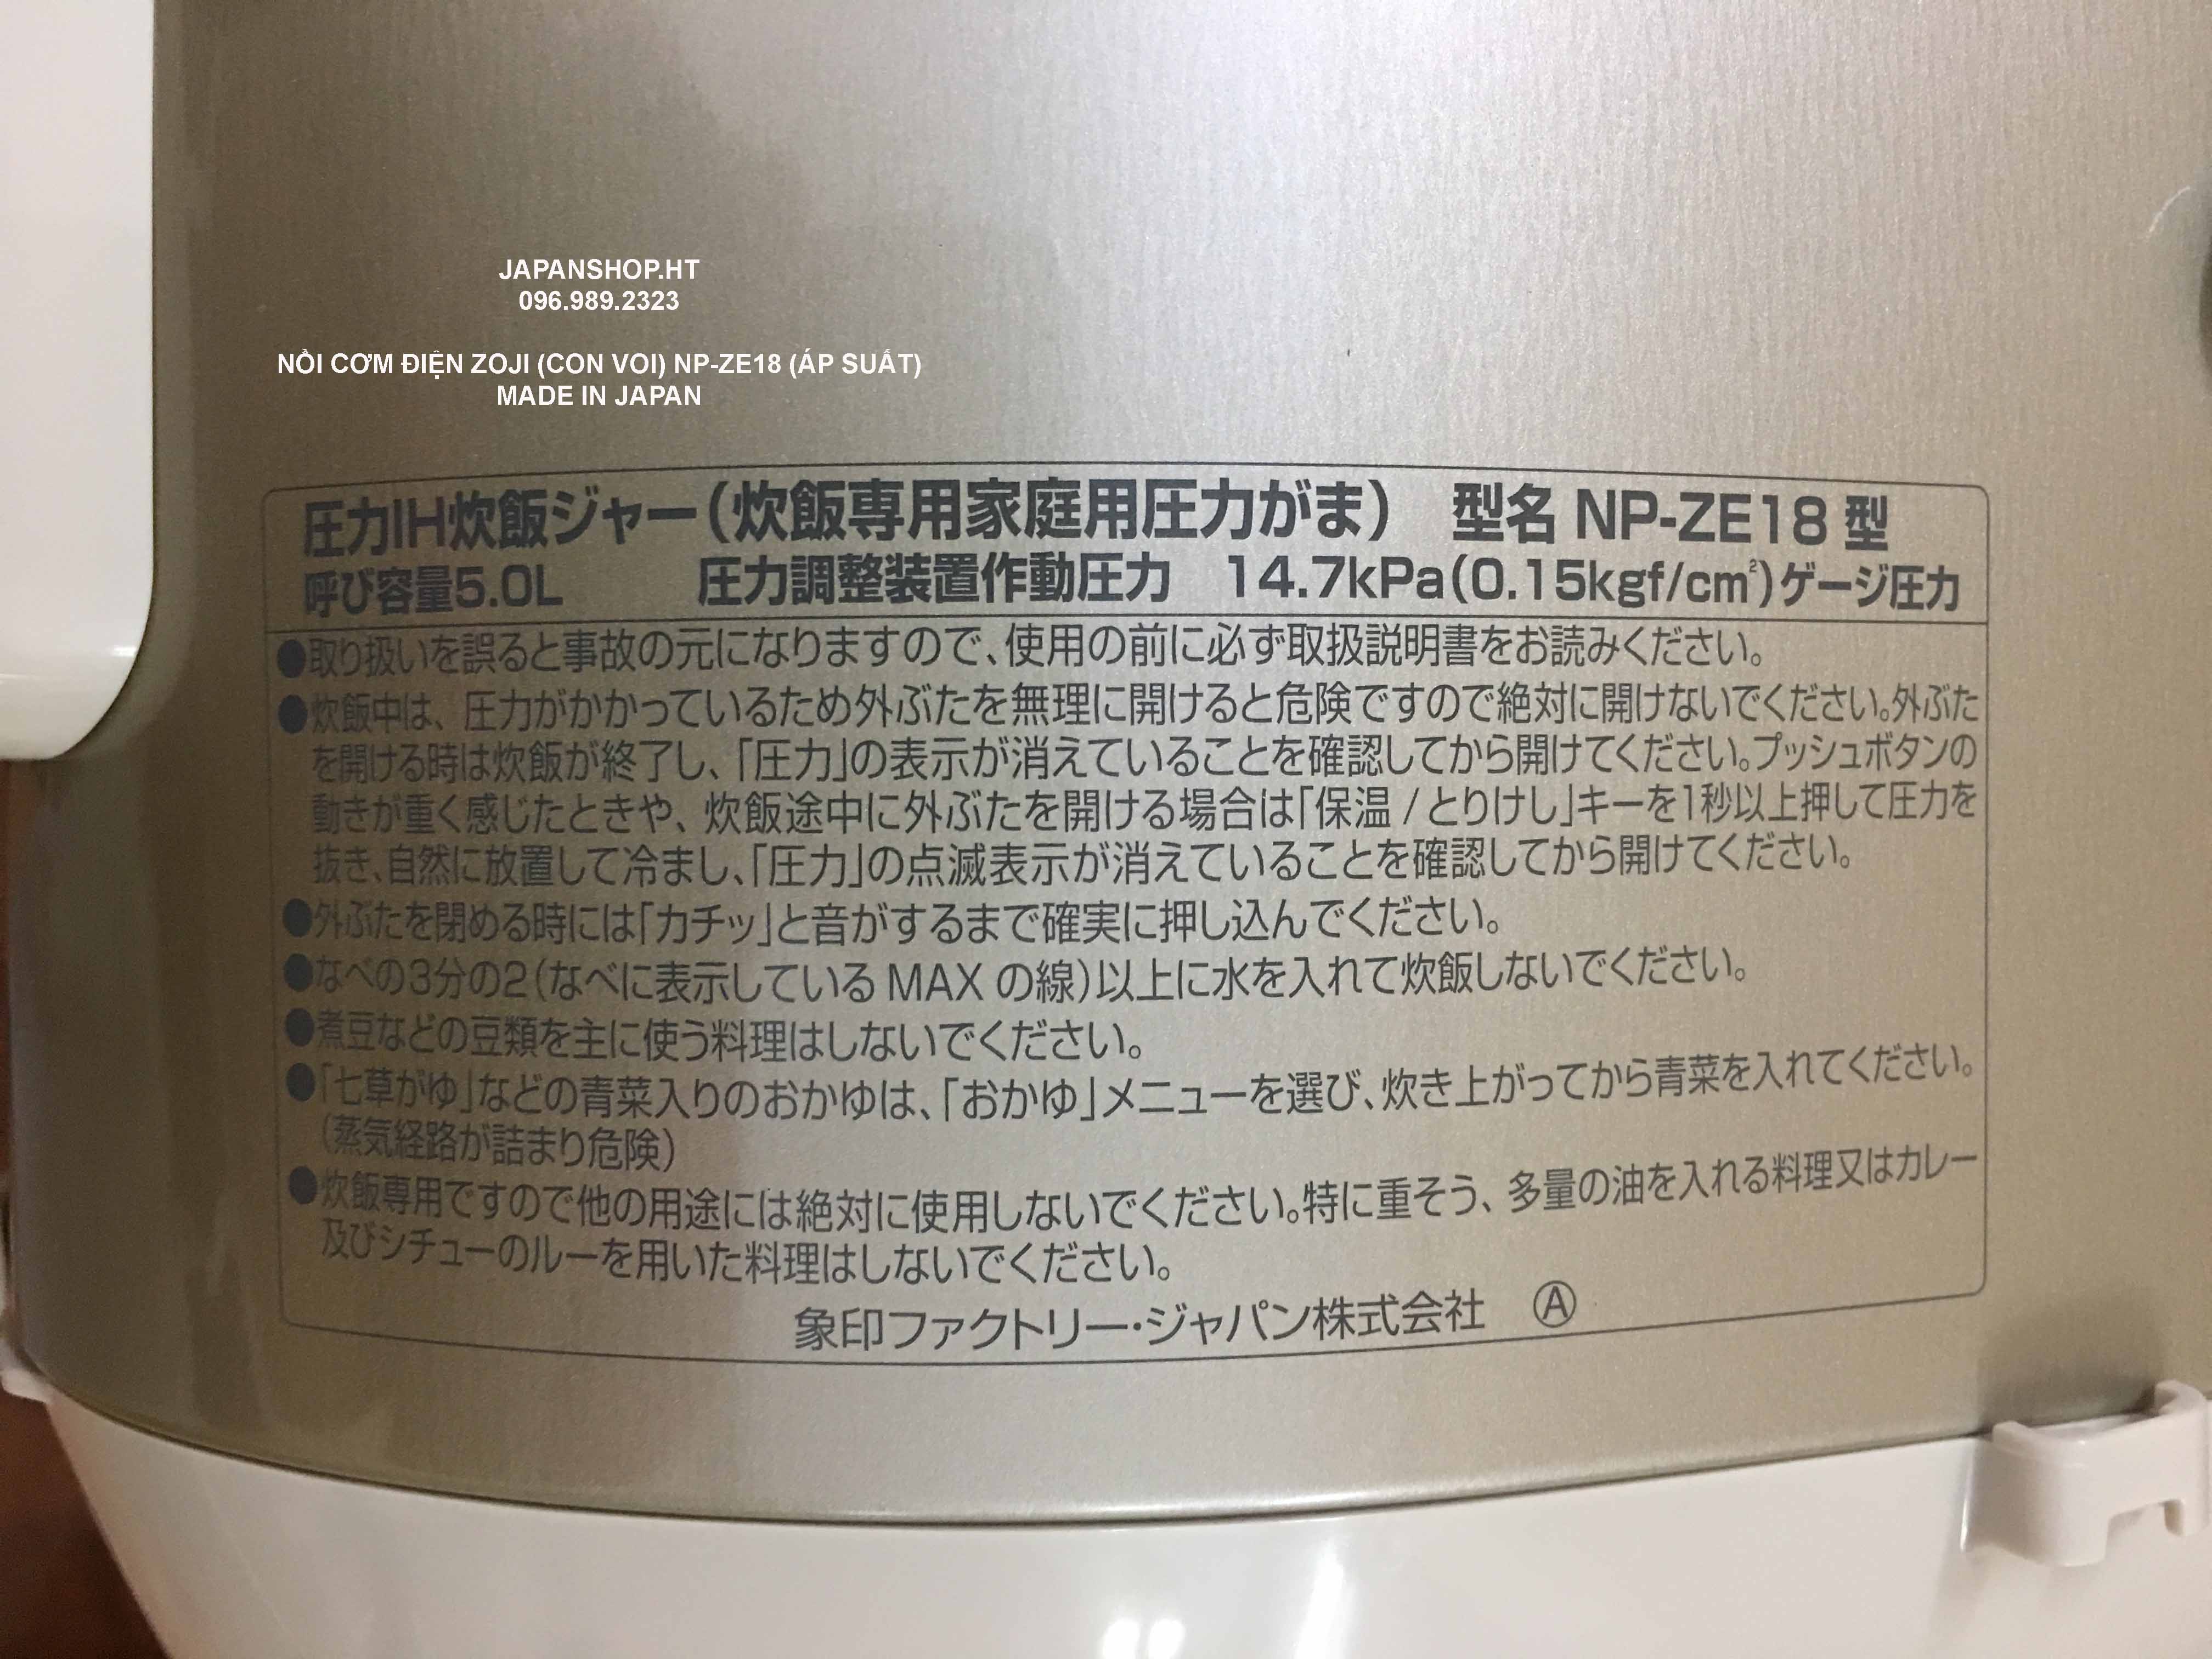 JAPANSHOP.HT
096.989.2323
NỒI CƠM ĐIỆN ZOJI (CON VOI) NP-ZE18 (ÁP SUẤT)
MADE IN JAPAN
圧力IH炊飯ジャー(炊飯専用家庭用圧力がま) 型名 NP-ZE18 型
呼び容量5.0L 圧力調整装置作動圧力 14.7kPa(0.15kgf/cm²)ゲージ圧力
●取り扱いを誤ると事故の元になりますので、使用の前に必ず取扱説明書をお読みください。
●炊飯中は、圧力がかかっているため外ぶたを無理に開けると危険ですので絶対に開けないでください。外ぶた
を開ける時は炊飯が終了し、「圧力」の表示が消えていることを確認してから開けてください。プッシュボタンの
動きが重く感じたときや、炊飯途中に外ぶたを開ける場合は「保温/とりけし」キーを1秒以上押して圧力を
抜き、自然に放置して冷まし、「圧力」の点滅表示が消えていることを確認してから開けてください。
●外ぶたを閉める時には「カチッ」と音がするまで確実に押し込んでください。
●なべの3分の2(なべに表示しているMAXの線)以上に水を入れて炊飯しないでください。
●煮豆などの豆類を主に使う料理はしないでください。
●「七草がゆ」などの青菜入りのおかゆは、「おかゆ」メニューを選び、炊き上がってから青菜を入れてください。
(蒸気経路が詰まり危険)
●炊飯専用ですので他の用途には絶対に使用しないでください。特に重そう、多量の油を入れる料理又はカレー
及びシチューのルーを用いた料理はしないでください。
象印ファクトリー・ジャパン株式会社 Ⓐ